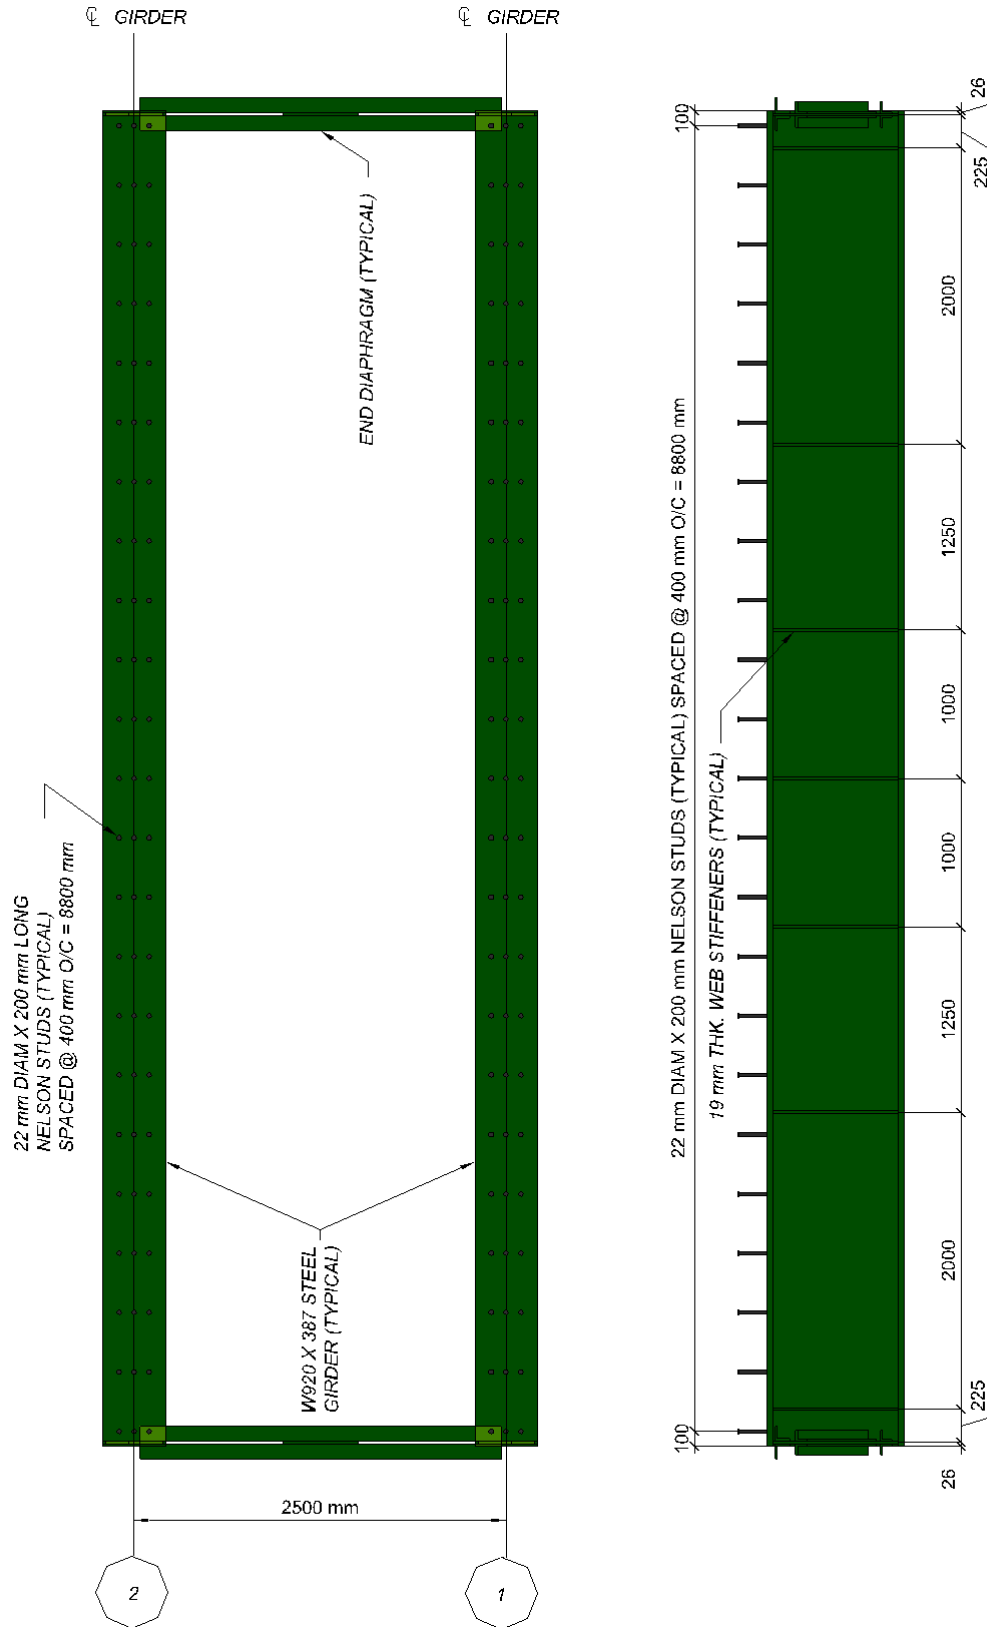 ℄ GIRDER
℄ GIRDER
END DIAPHRAGM (TYPICAL)
22 mm DIAM X 200 mm LONG
NELSON STUDS (TYPICAL)
SPACED @ 400 mm O/C = 8800 mm
W920 X 387 STEEL
GIRDER (TYPICAL)
2500 mm
2
1
100
22 mm DIAM X 200 mm NELSON STUDS (TYPICAL) SPACED @ 400 mm O/C = 8800 mm
100
19 mm THK. WEB STIFFENERS (TYPICAL)
26
225
2000
1250
1000
1000
1250
2000
225
26